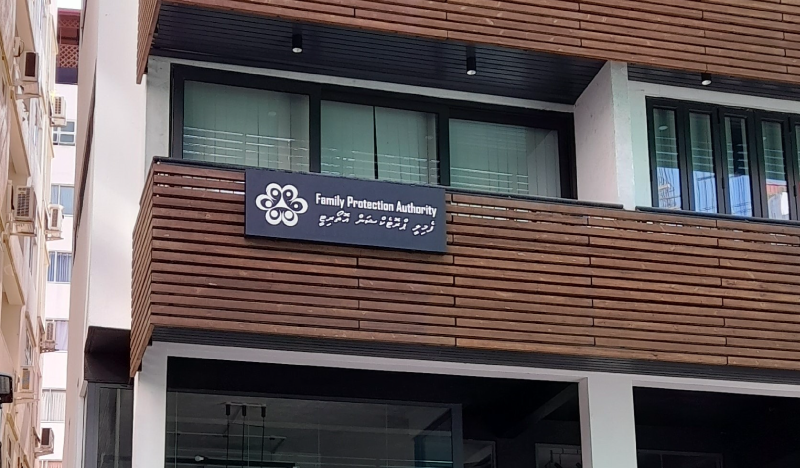 Family Protection Authority
ފެމިލީ ޕްރޮޓެކްޝަން އޮތޯރިޓީ